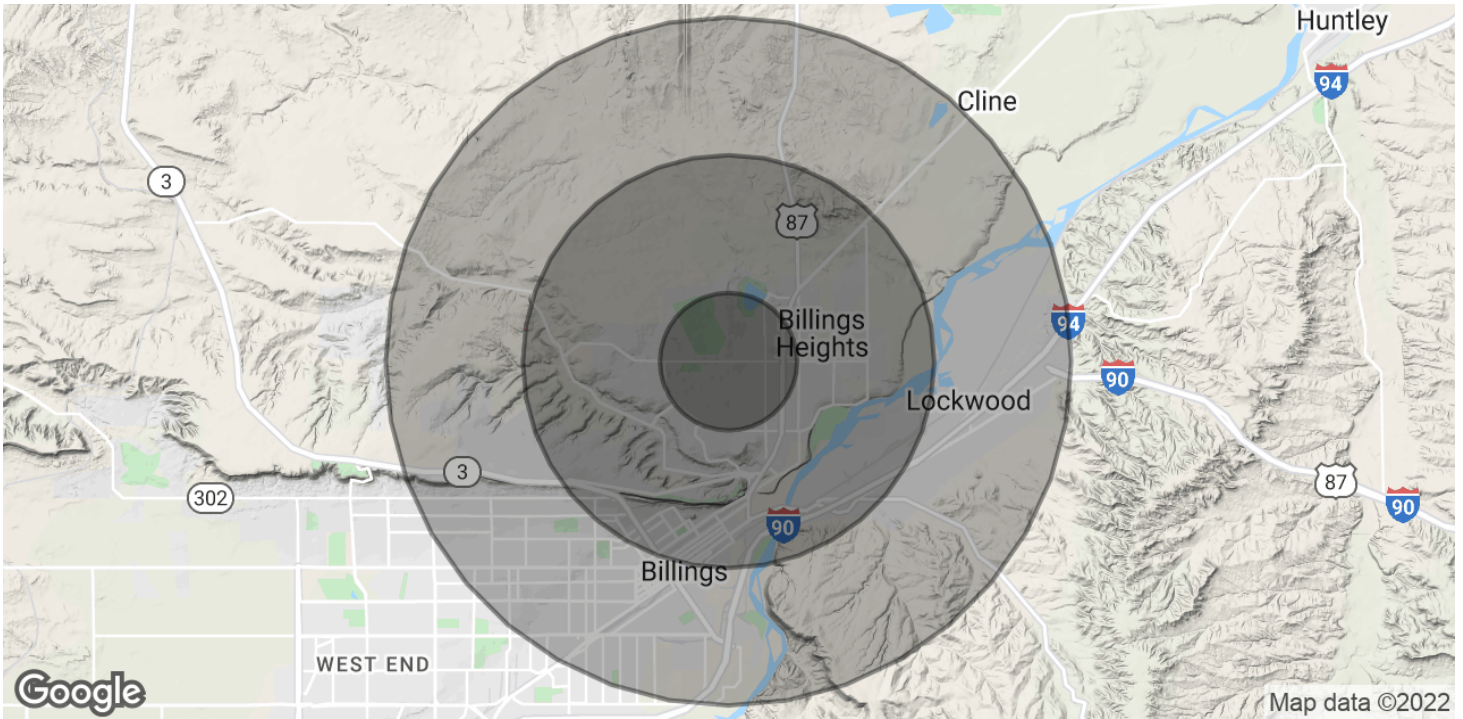 Huntley
94
Cline
3
87
Billings
Heights
94
90
Lockwood
3
302
87
90
90
Billings
WEST END
Google
Map data ©2022